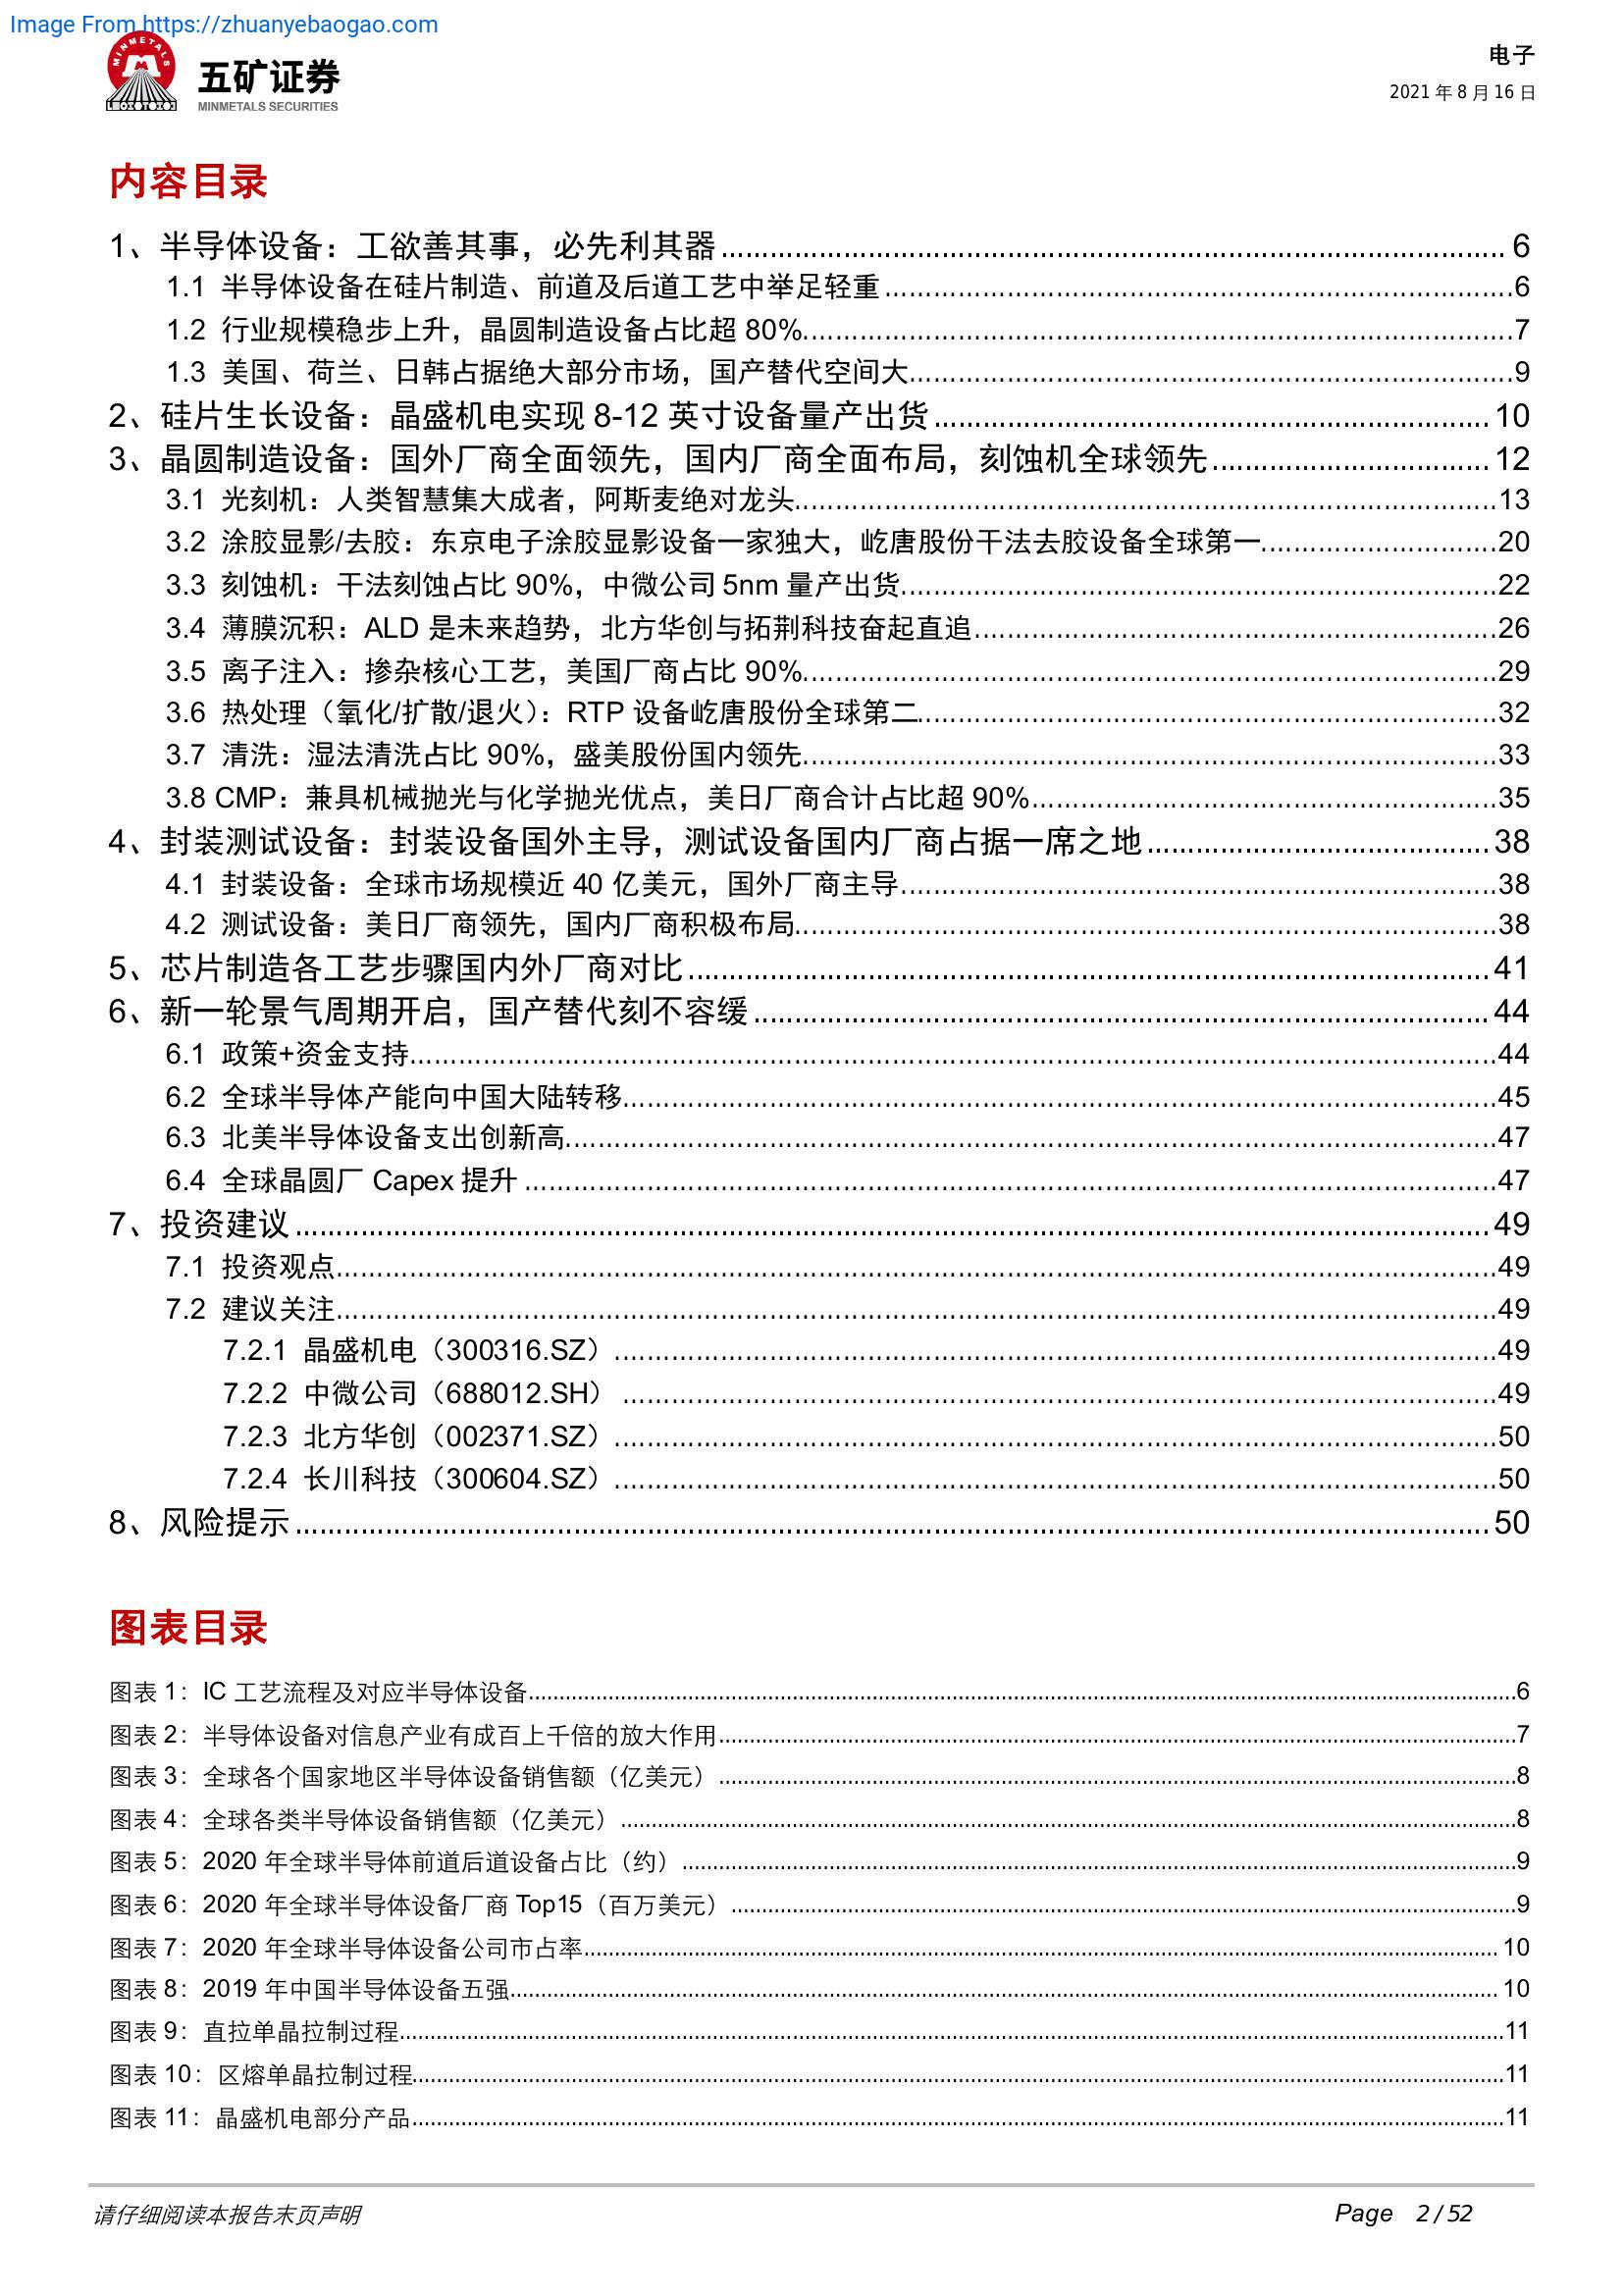 Image From https://zhuanyebaogao.com
MINMETALS
五矿证券
MINMETALS SECURITIES
电子
2021 年 8 月 16 日
内容目录
1、半导体设备：工欲善其事，必先利其器 6
1.1 半导体设备在硅片制造、前道及后道工艺中举足轻重 6
1.2 行业规模稳步上升，晶圆制造设备占比超 80% 7
1.3 美国、荷兰、日韩占据绝大部分市场，国产替代空间大 9
2、硅片生长设备：晶盛机电实现 8-12 英寸设备量产出货 10
3、晶圆制造设备：国外厂商全面领先，国内厂商全面布局，刻蚀机全球领先 12
3.1 光刻机：人类智慧集大成者，阿斯麦绝对龙头 13
3.2 涂胶显影/去胶：东京电子涂胶显影设备一家独大，屹唐股份干法去胶设备全球第一 20
3.3 刻蚀机：干法刻蚀占比 90%，中微公司 5nm 量产出货 22
3.4 薄膜沉积：ALD 是未来趋势，北方华创与拓荆科技奋起直追 26
3.5 离子注入：掺杂核心工艺，美国厂商占比 90% 29
3.6 热处理（氧化/扩散/退火）：RTP 设备屹唐股份全球第二 32
3.7 清洗：湿法清洗占比 90%，盛美股份国内领先 33
3.8 CMP：兼具机械抛光与化学抛光优点，美日厂商合计占比超 90% 35
4、封装测试设备：封装设备国外主导，测试设备国内厂商占据一席之地 38
4.1 封装设备：全球市场规模近 40 亿美元，国外厂商主导 38
4.2 测试设备：美日厂商领先，国内厂商积极布局 38
5、芯片制造各工艺步骤国内外厂商对比 41
6、新一轮景气周期开启，国产替代刻不容缓 44
6.1 政策+资金支持 44
6.2 全球半导体产能向中国大陆转移 45
6.3 北美半导体设备支出创新高 47
6.4 全球晶圆厂 Capex 提升 47
7、投资建议 49
7.1 投资观点 49
7.2 建议关注 49
7.2.1 晶盛机电（300316.SZ） 49
7.2.2 中微公司（688012.SH） 49
7.2.3 北方华创（002371.SZ） 50
7.2.4 长川科技（300604.SZ） 50
8、风险提示 50
图表目录
图表 1：IC 工艺流程及对应半导体设备 6
图表 2：半导体设备对信息产业有成百上千倍的放大作用 7
图表 3：全球各个国家地区半导体设备销售额（亿美元） 8
图表 4：全球各类半导体设备销售额（亿美元） 8
图表 5：2020 年全球半导体前道后道设备占比（约） 9
图表 6：2020 年全球半导体设备厂商 Top15（百万美元） 9
图表 7：2020 年全球半导体设备公司市占率 10
图表 8：2019 年中国半导体设备五强 10
图表 9：直拉单晶拉制过程 11
图表 10：区熔单晶拉制过程 11
图表 11：晶盛机电部分产品 11
请仔细阅读本报告末页声明
Page 2 / 52